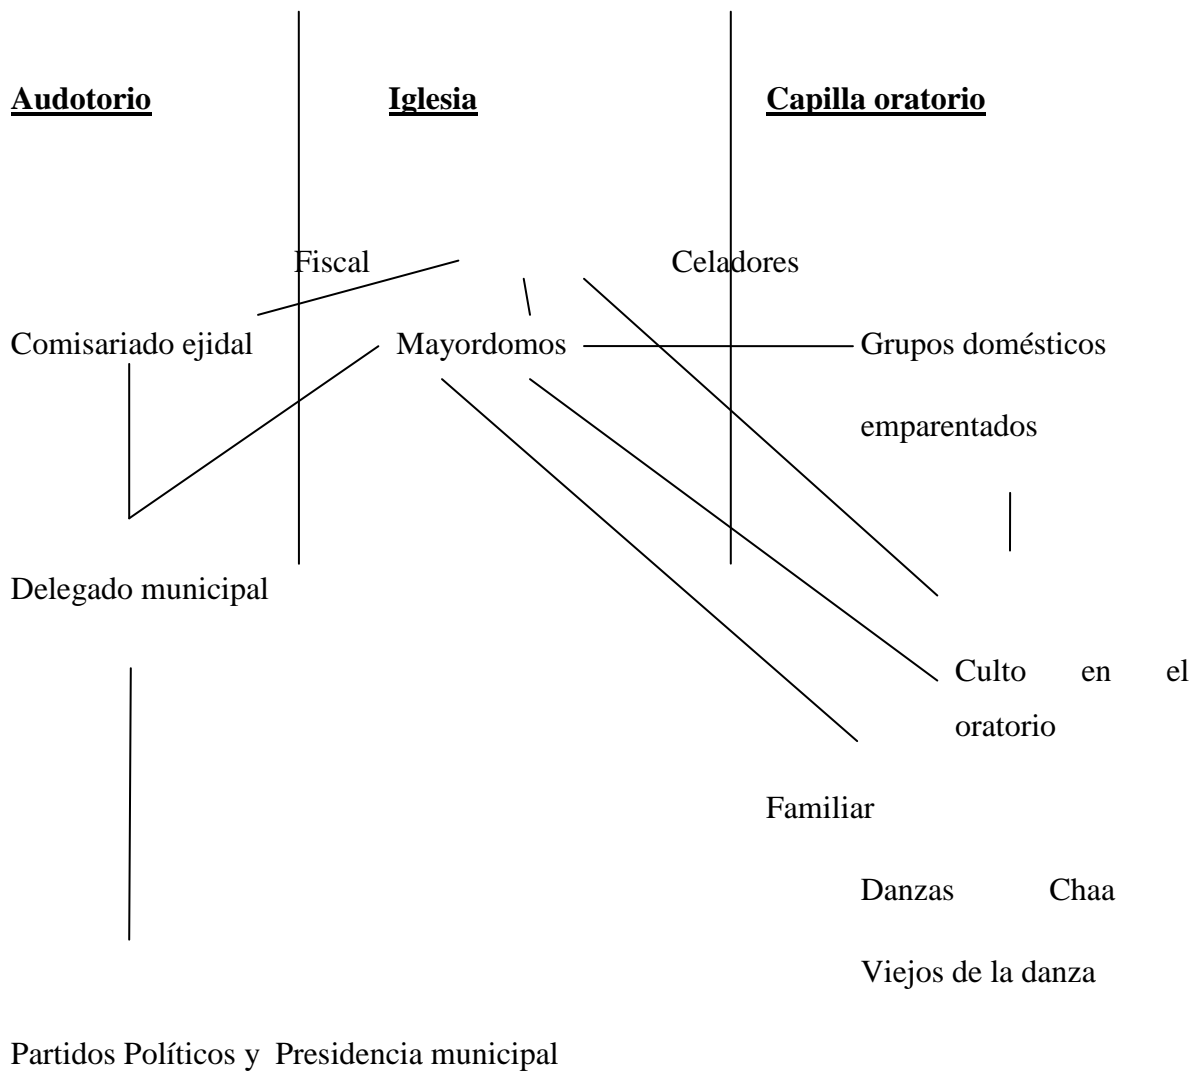 Audotorio Iglesia Capilla oratorio
Fiscal Celadores
Comisariado ejidal Mayordomos Grupos domésticos
emparentados
Delegado municipal
Culto en el
oratorio
Familiar
Danzas Chaa
Viejos de la danza
Partidos Políticos y Presidencia municipal